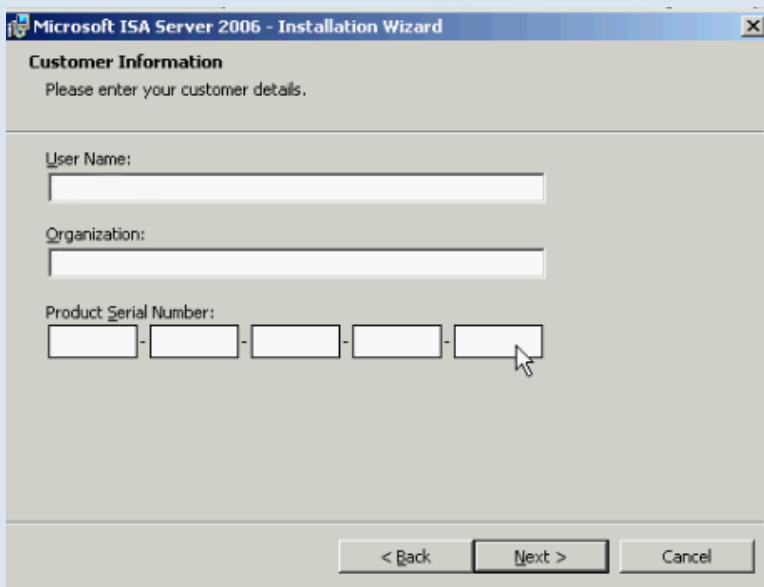 Microsoft ISA Server 2006 - Installation Wizard
Customer Information
Please enter your customer details.
User Name:
Organization:
Product Serial Number:
- - - -
< Back Next > Cancel